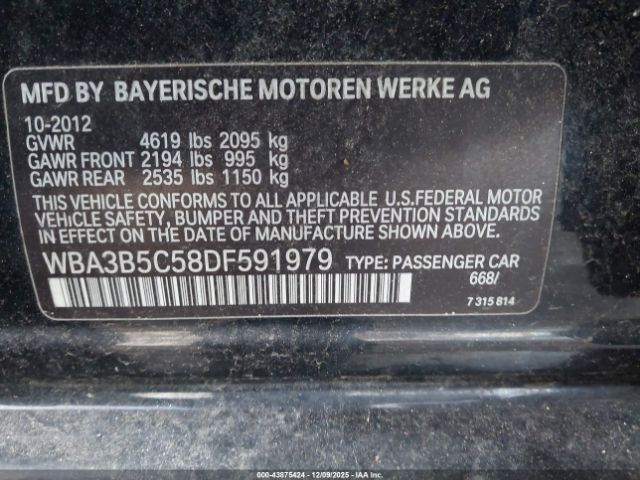 MFD BY BAYERISCHE MOTOREN WERKE AG
10-2012
GVWR 4619 lbs 2095 kg
GAWR FRONT 2194 lbs 995 kg
GAWR REAR 2535 lbs 1150 kg
THIS VEHICLE CONFORMS TO ALL APPLICABLE U.S.FEDERAL MOTOR
VEHICLE SAFETY, BUMPER AND THEFT PREVENTION STANDARDS
IN EFFECT ON THE DATE OF MANUFACTURE SHOWN ABOVE.
WBA3B5C58DF591979 TYPE: PASSENGER CAR
668/
7 315 814
000-43875424 | 12/09/2025 | IAA, Inc.